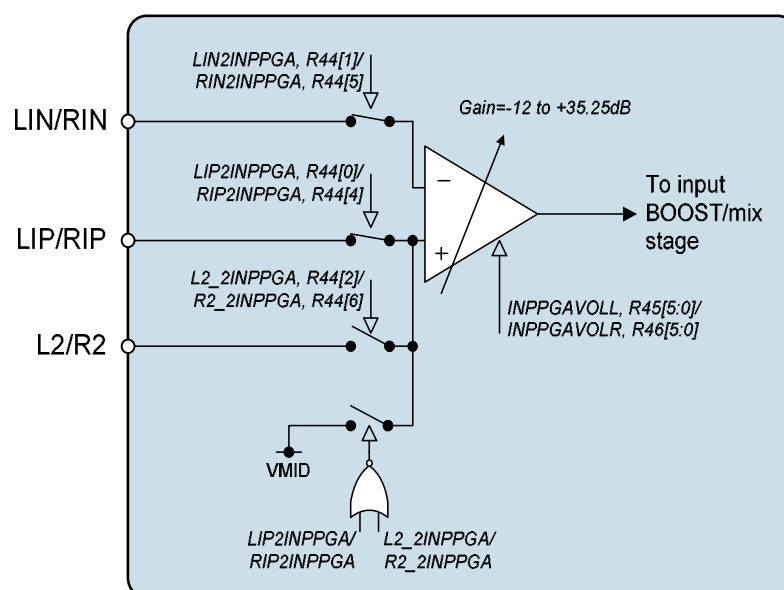 LIN2INPPGA, R44[1]/
RIN2INPPGA, R44[5]
Gain=-12 to +35.25dB
LIN/RIN
LIP2INPPGA, R44[0]/
RIP2INPPGA, R44[4]
−
To input
BOOST/mix
stage
LIP/RIP
+
L2_2INPPGA, R44[2]/
R2_2INPPGA, R44[6]
INPPGAVOLL, R45[5:0]/
INPPGAVOLR, R46[5:0]
L2/R2
VMID
LIP2INPPGA/
RIP2INPPGA
L2_2INPPGA/
R2_2INPPGA